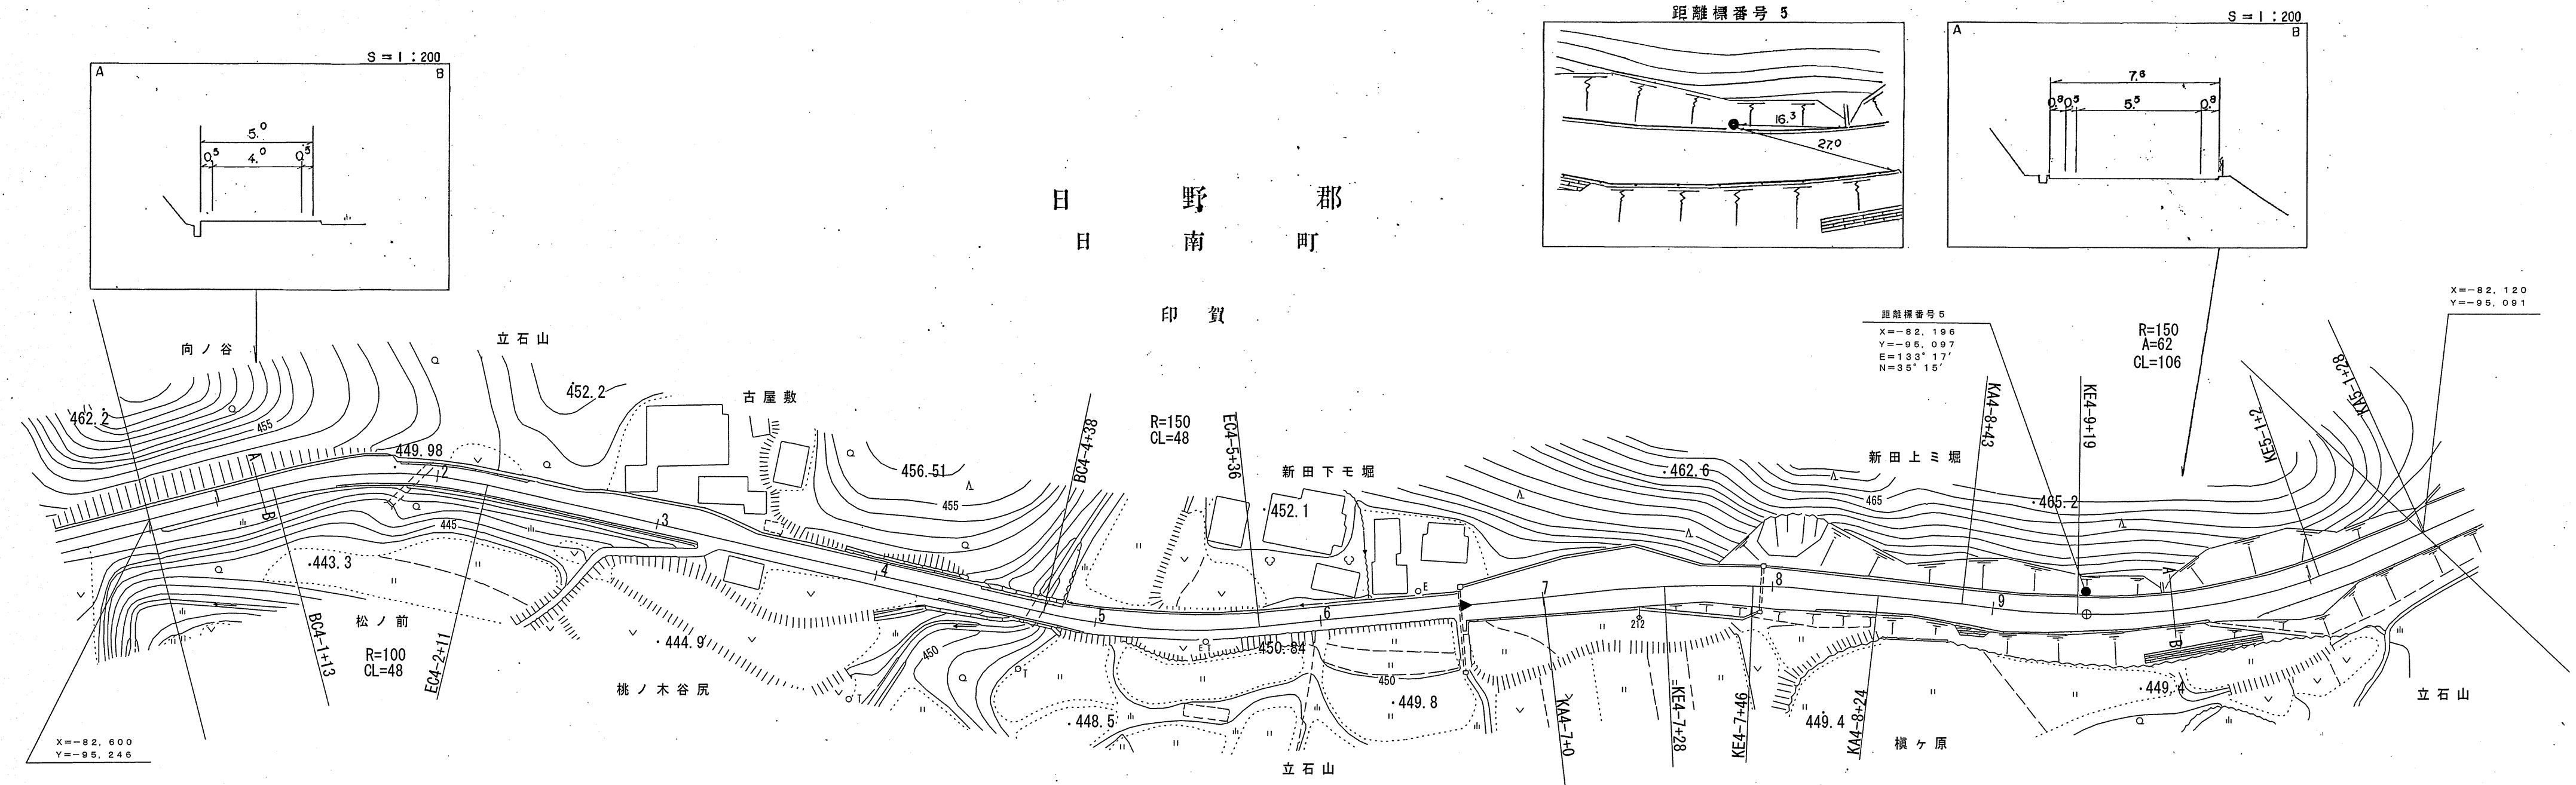 距離標番号 5
S=1:200
A
B
5.0
0.5
4.0
0.5
16.3
27.0
S=1:200
A
B
7.6
0.8
0.5
5.5
0.8
日野郡
日南町
印賀
X=-82, 120
Y=-95, 091
距離標番号5
X=-82, 196
Y=-95, 097
E=133° 17′
N=35° 15′
R=150
A=62
CL=106
向ノ谷
立石山
462.2
455
452.2
古屋敷
449.98
A
B
1
2
3
4
5
6
7
8
9
456.51
455
BC4-4+38
R=150
CL=48
EC4-5+36
新田下モ堀
452.1
462.6
新田上ミ堀
465
465.2
KA4-8+43
KE4-9+19
KE5-1+2
KA5-1+28
A
B
445
443.3
松ノ前
BC4-1+13
R=100
CL=48
EC4-2+11
444.9
桃ノ木谷尻
450
T
T
E
E
448.5
450.84
450
449.8
212
KA4-7+0
KE4-7+28
KE4-7+46
449.4
KA4-8+24
槇ヶ原
449.4
立石山
立石山
X=-82, 600
Y=-95, 246